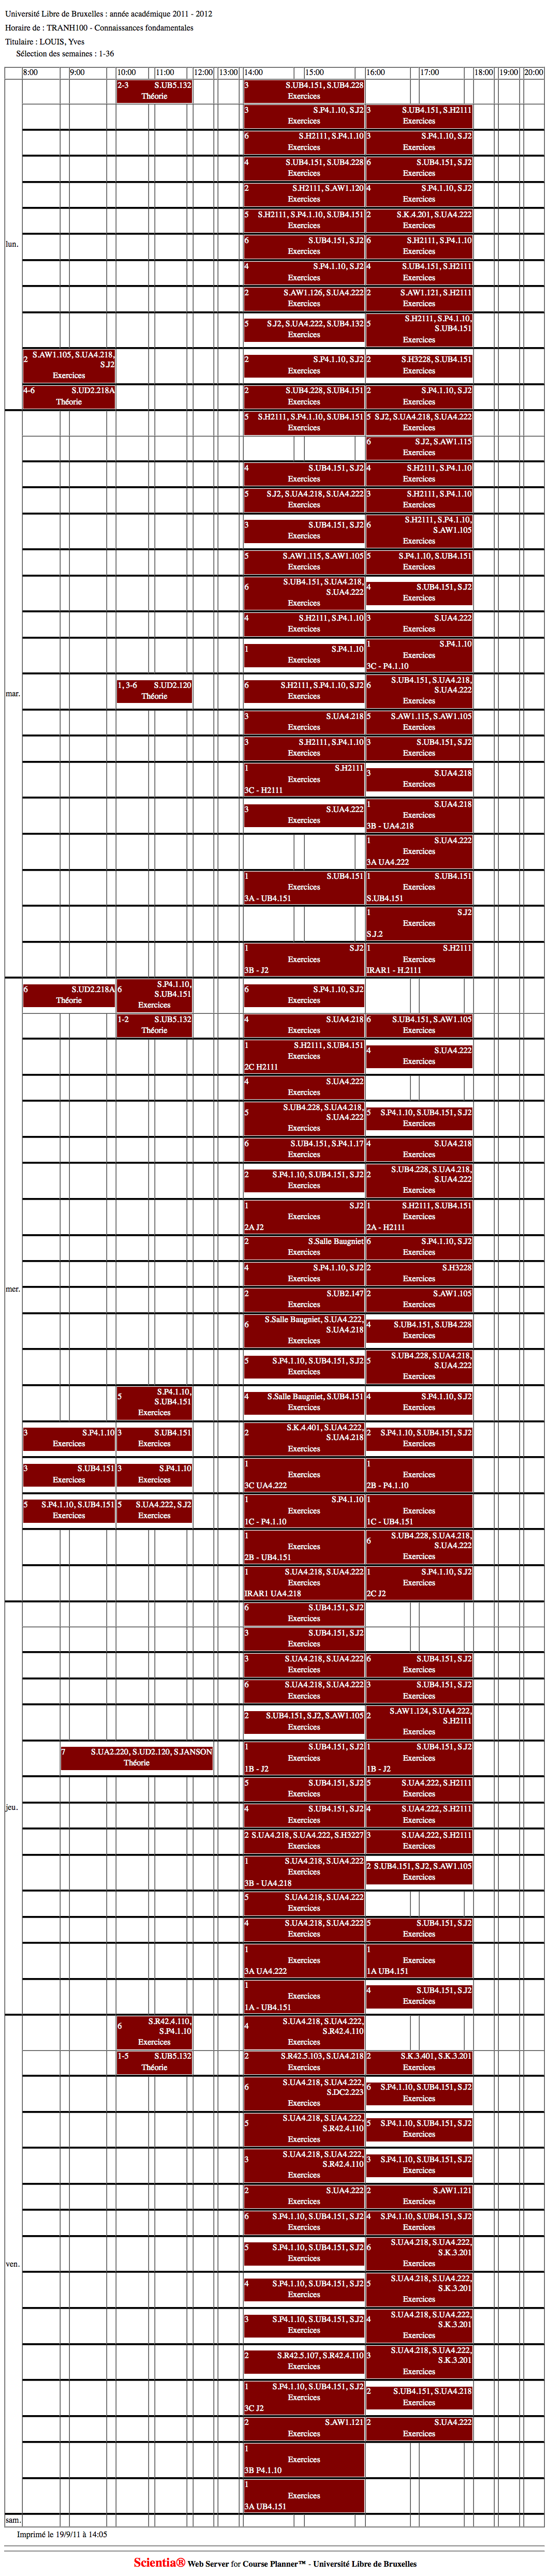 Université Libre de Bruxelles : année académique 2011 - 2012
Horaire de : TRANH100 - Connaissances fondamentales
Titulaire : LOUIS, Yves
Sélection des semaines : 1-36
8:00 9:00 10:00 11:00 12:00 13:00 14:00 15:00 16:00 17:00 18:00 19:00 20:00
lun.
2-3 S.UB5.132
Théorie
3 S.UB4.151, S.UB4.228
Exercices
3 S.P4.1.10, S.J2
Exercices
3 S.UB4.151, S.H2111
Exercices
6 S.H2111, S.P4.1.10
Exercices
3 S.P4.1.10, S.J2
Exercices
4 S.UB4.151, S.UB4.228
Exercices
6 S.UB4.151, S.J2
Exercices
2 S.H2111, S.AW1.120
Exercices
4 S.P4.1.10, S.J2
Exercices
5 S.H2111, S.P4.1.10, S.UB4.151
Exercices
2 S.K.4.201, S.UA4.222
Exercices
6 S.UB4.151, S.J2
Exercices
6 S.H2111, S.P4.1.10
Exercices
4 S.P4.1.10, S.J2
Exercices
4 S.UB4.151, S.H2111
Exercices
2 S.AW1.126, S.UA4.222
Exercices
2 S.AW1.121, S.H2111
Exercices
5 S.J2, S.UA4.222, S.UB4.132
Exercices
5 S.H2111, S.P4.1.10,
S.UB4.151
Exercices
2 S.AW1.105, S.UA4.218,
S.J2
Exercices
2 S.P4.1.10, S.J2
Exercices
2 S.H3228, S.UB4.151
Exercices
4-6 S.UD2.218A
Théorie
2 S.UB4.228, S.UB4.151
Exercices
2 S.P4.1.10, S.J2
Exercices
mar.
5 S.H2111, S.P4.1.10, S.UB4.151
Exercices
5 S.J2, S.UA4.218, S.UA4.222
Exercices
6 S.J2, S.AW1.115
Exercices
4 S.UB4.151, S.J2
Exercices
4 S.H2111, S.P4.1.10
Exercices
5 S.J2, S.UA4.218, S.UA4.222
Exercices
3 S.H2111, S.P4.1.10
Exercices
3 S.UB4.151, S.J2
Exercices
6 S.H2111, S.P4.1.10,
S.AW1.105
Exercices
5 S.AW1.115, S.AW1.105
Exercices
5 S.P4.1.10, S.UB4.151
Exercices
6 S.UB4.151, S.UA4.218,
S.UA4.222
Exercices
4 S.UB4.151, S.J2
Exercices
4 S.H2111, S.P4.1.10
Exercices
3 S.UA4.222
Exercices
1 S.P4.1.10
Exercices
1 S.P4.1.10
Exercices
3C - P4.1.10
1, 3-6 S.UD2.120
Théorie
6 S.H2111, S.P4.1.10, S.J2
Exercices
6 S.UB4.151, S.UA4.218,
S.UA4.222
Exercices
3 S.UA4.218
Exercices
5 S.AW1.115, S.AW1.105
Exercices
3 S.H2111, S.P4.1.10
Exercices
3 S.UB4.151, S.J2
Exercices
1 S.H2111
Exercices
3C - H2111
3 S.UA4.218
Exercices
3 S.UA4.222
Exercices
1 S.UA4.218
Exercices
3B - UA4.218
1 S.UA4.222
Exercices
3A UA4.222
1 S.UB4.151
Exercices
3A - UB4.151
1 S.UB4.151
Exercices
S.UB4.151
1 S.J2
Exercices
S.J.2
1 S.J2
Exercices
3B - J2
1 S.H2111
Exercices
IRAR1 - H.2111
mer.
6 S.UD2.218A
Théorie
6 S.P4.1.10,
S.UB4.151
Exercices
6 S.P4.1.10, S.J2
Exercices
1-2 S.UB5.132
Théorie
4 S.UA4.218
Exercices
6 S.UB4.151, S.AW1.105
Exercices
1 S.H2111, S.UB4.151
Exercices
2C H2111
4 S.UA4.222
Exercices
4 S.UA4.222
Exercices
5 S.UB4.228, S.UA4.218,
S.UA4.222
Exercices
5 S.P4.1.10, S.UB4.151, S.J2
Exercices
6 S.UB4.151, S.P4.1.17
Exercices
4 S.UA4.218
Exercices
2 S.P4.1.10, S.UB4.151, S.J2
Exercices
2 S.UB4.228, S.UA4.218,
S.UA4.222
Exercices
1 S.J2
Exercices
2A J2
1 S.H2111, S.UB4.151
Exercices
2A - H2111
2 S.Salle Baugniet
Exercices
6 S.P4.1.10, S.J2
Exercices
4 S.P4.1.10, S.J2
Exercices
2 S.H3228
Exercices
2 S.UB2.147
Exercices
2 S.AW1.105
Exercices
6 S.Salle Baugniet, S.UA4.222,
S.UA4.218
Exercices
4 S.UB4.151, S.UB4.228
Exercices
5 S.P4.1.10, S.UB4.151, S.J2
Exercices
5 S.UB4.228, S.UA4.218,
S.UA4.222
Exercices
5 S.P4.1.10,
S.UB4.151
Exercices
4 S.Salle Baugniet, S.UB4.151
Exercices
4 S.P4.1.10, S.J2
Exercices
3 S.P4.1.10
Exercices
3 S.UB4.151
Exercices
2 S.K.4.401, S.UA4.222,
S.UA4.218
Exercices
2 S.P4.1.10, S.UB4.151, S.J2
Exercices
3 S.UB4.151
Exercices
3 S.P4.1.10
Exercices
1
Exercices
3C UA4.222
1
Exercices
2B - P4.1.10
5 S.P4.1.10, S.UB4.151
Exercices
5 S.UA4.222, S.J2
Exercices
1 S.P4.1.10
Exercices
1C - P4.1.10
1
Exercices
1C - UB4.151
1
Exercices
2B - UB4.151
6 S.UB4.228, S.UA4.218,
S.UA4.222
Exercices
1 S.UA4.218, S.UA4.222
Exercices
IRAR1 UA4.218
1 S.P4.1.10, S.J2
Exercices
2C J2
jeu.
6 S.UB4.151, S.J2
Exercices
3 S.UB4.151, S.J2
Exercices
3 S.UA4.218, S.UA4.222
Exercices
6 S.UB4.151, S.J2
Exercices
6 S.UA4.218, S.UA4.222
Exercices
3 S.UB4.151, S.J2
Exercices
2 S.UB4.151, S.J2, S.AW1.105
Exercices
2 S.AW1.124, S.UA4.222,
S.H2111
Exercices
7 S.UA2.220, S.UD2.120, S.JANSON
Théorie
1 S.UB4.151, S.J2
Exercices
1B - J2
1 S.UB4.151, S.J2
Exercices
1B - J2
5 S.UB4.151, S.J2
Exercices
5 S.UA4.222, S.H2111
Exercices
4 S.UB4.151, S.J2
Exercices
4 S.UA4.222, S.H2111
Exercices
2 S.UA4.218, S.UA4.222, S.H3227
Exercices
3 S.UA4.222, S.H2111
Exercices
1 S.UA4.218, S.UA4.222
Exercices
3B - UA4.218
2 S.UB4.151, S.J2, S.AW1.105
Exercices
5 S.UA4.218, S.UA4.222
Exercices
4 S.UA4.218, S.UA4.222
Exercices
5 S.UB4.151, S.J2
Exercices
1
Exercices
3A UA4.222
1
Exercices
1A UB4.151
1
Exercices
1A - UB4.151
4 S.UB4.151, S.J2
Exercices
ven.
6 S.R42.4.110,
S.P4.1.10
Exercices
4 S.UA4.218, S.UA4.222,
S.R42.4.110
Exercices
1-5 S.UB5.132
Théorie
2 S.R42.5.103, S.UA4.218
Exercices
2 S.K.3.401, S.K.3.201
Exercices
6 S.UA4.218, S.UA4.222,
S.DC2.223
Exercices
6 S.P4.1.10, S.UB4.151, S.J2
Exercices
5 S.UA4.218, S.UA4.222,
S.R42.4.110
Exercices
5 S.P4.1.10, S.UB4.151, S.J2
Exercices
3 S.UA4.218, S.UA4.222,
S.R42.4.110
Exercices
3 S.P4.1.10, S.UB4.151, S.J2
Exercices
2 S.UA4.222
Exercices
2 S.AW1.121
Exercices
6 S.P4.1.10, S.UB4.151, S.J2
Exercices
4 S.P4.1.10, S.UB4.151, S.J2
Exercices
5 S.P4.1.10, S.UB4.151, S.J2
Exercices
6 S.UA4.218, S.UA4.222,
S.K.3.201
Exercices
4 S.P4.1.10, S.UB4.151, S.J2
Exercices
5 S.UA4.218, S.UA4.222,
S.K.3.201
Exercices
3 S.P4.1.10, S.UB4.151, S.J2
Exercices
4 S.UA4.218, S.UA4.222,
S.K.3.201
Exercices
2 S.R42.5.107, S.R42.4.110
Exercices
3 S.UA4.218, S.UA4.222,
S.K.3.201
Exercices
1 S.P4.1.10, S.UB4.151, S.J2
Exercices
3C J2
2 S.UB4.151, S.UA4.218
Exercices
2 S.AW1.121
Exercices
2 S.UA4.222
Exercices
1
Exercices
3B P4.1.10
1
Exercices
3A UB4.151
sam.
Imprimé le 19/9/11 à 14:05
Scientia® Web Server for Course Planner™ - Université Libre de Bruxelles